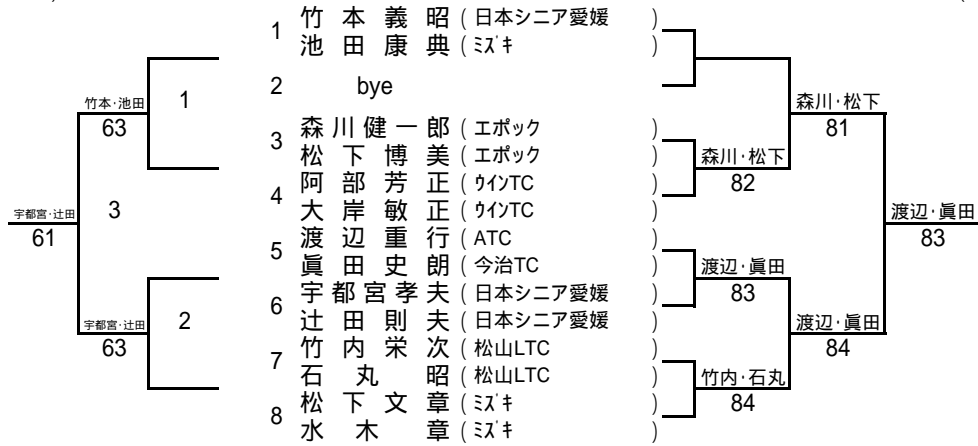 1 竹本義昭 ( 日本シニア愛媛 )
池田康典 ( ミズキ )
2 bye
3 森川健一郎 ( エポック )
松下博美 ( エポック )
4 阿部芳正 ( ウインTC )
大岸敏正 ( ウインTC )
5 渡辺重行 ( ATC )
眞田史朗 ( 今治TC )
6 宇都宮孝夫 ( 日本シニア愛媛 )
辻田則夫 ( 日本シニア愛媛 )
7 竹内栄次 ( 松山LTC )
石丸昭 ( 松山LTC )
8 松下文章 ( ミズキ )
水木章 ( ミズキ )
竹本・池田
63
1
宇都宮・辻田
61
3
宇都宮・辻田
63
2
森川・松下
82
渡辺・眞田
83
竹内・石丸
84
森川・松下
81
渡辺・眞田
84
渡辺・眞田
83